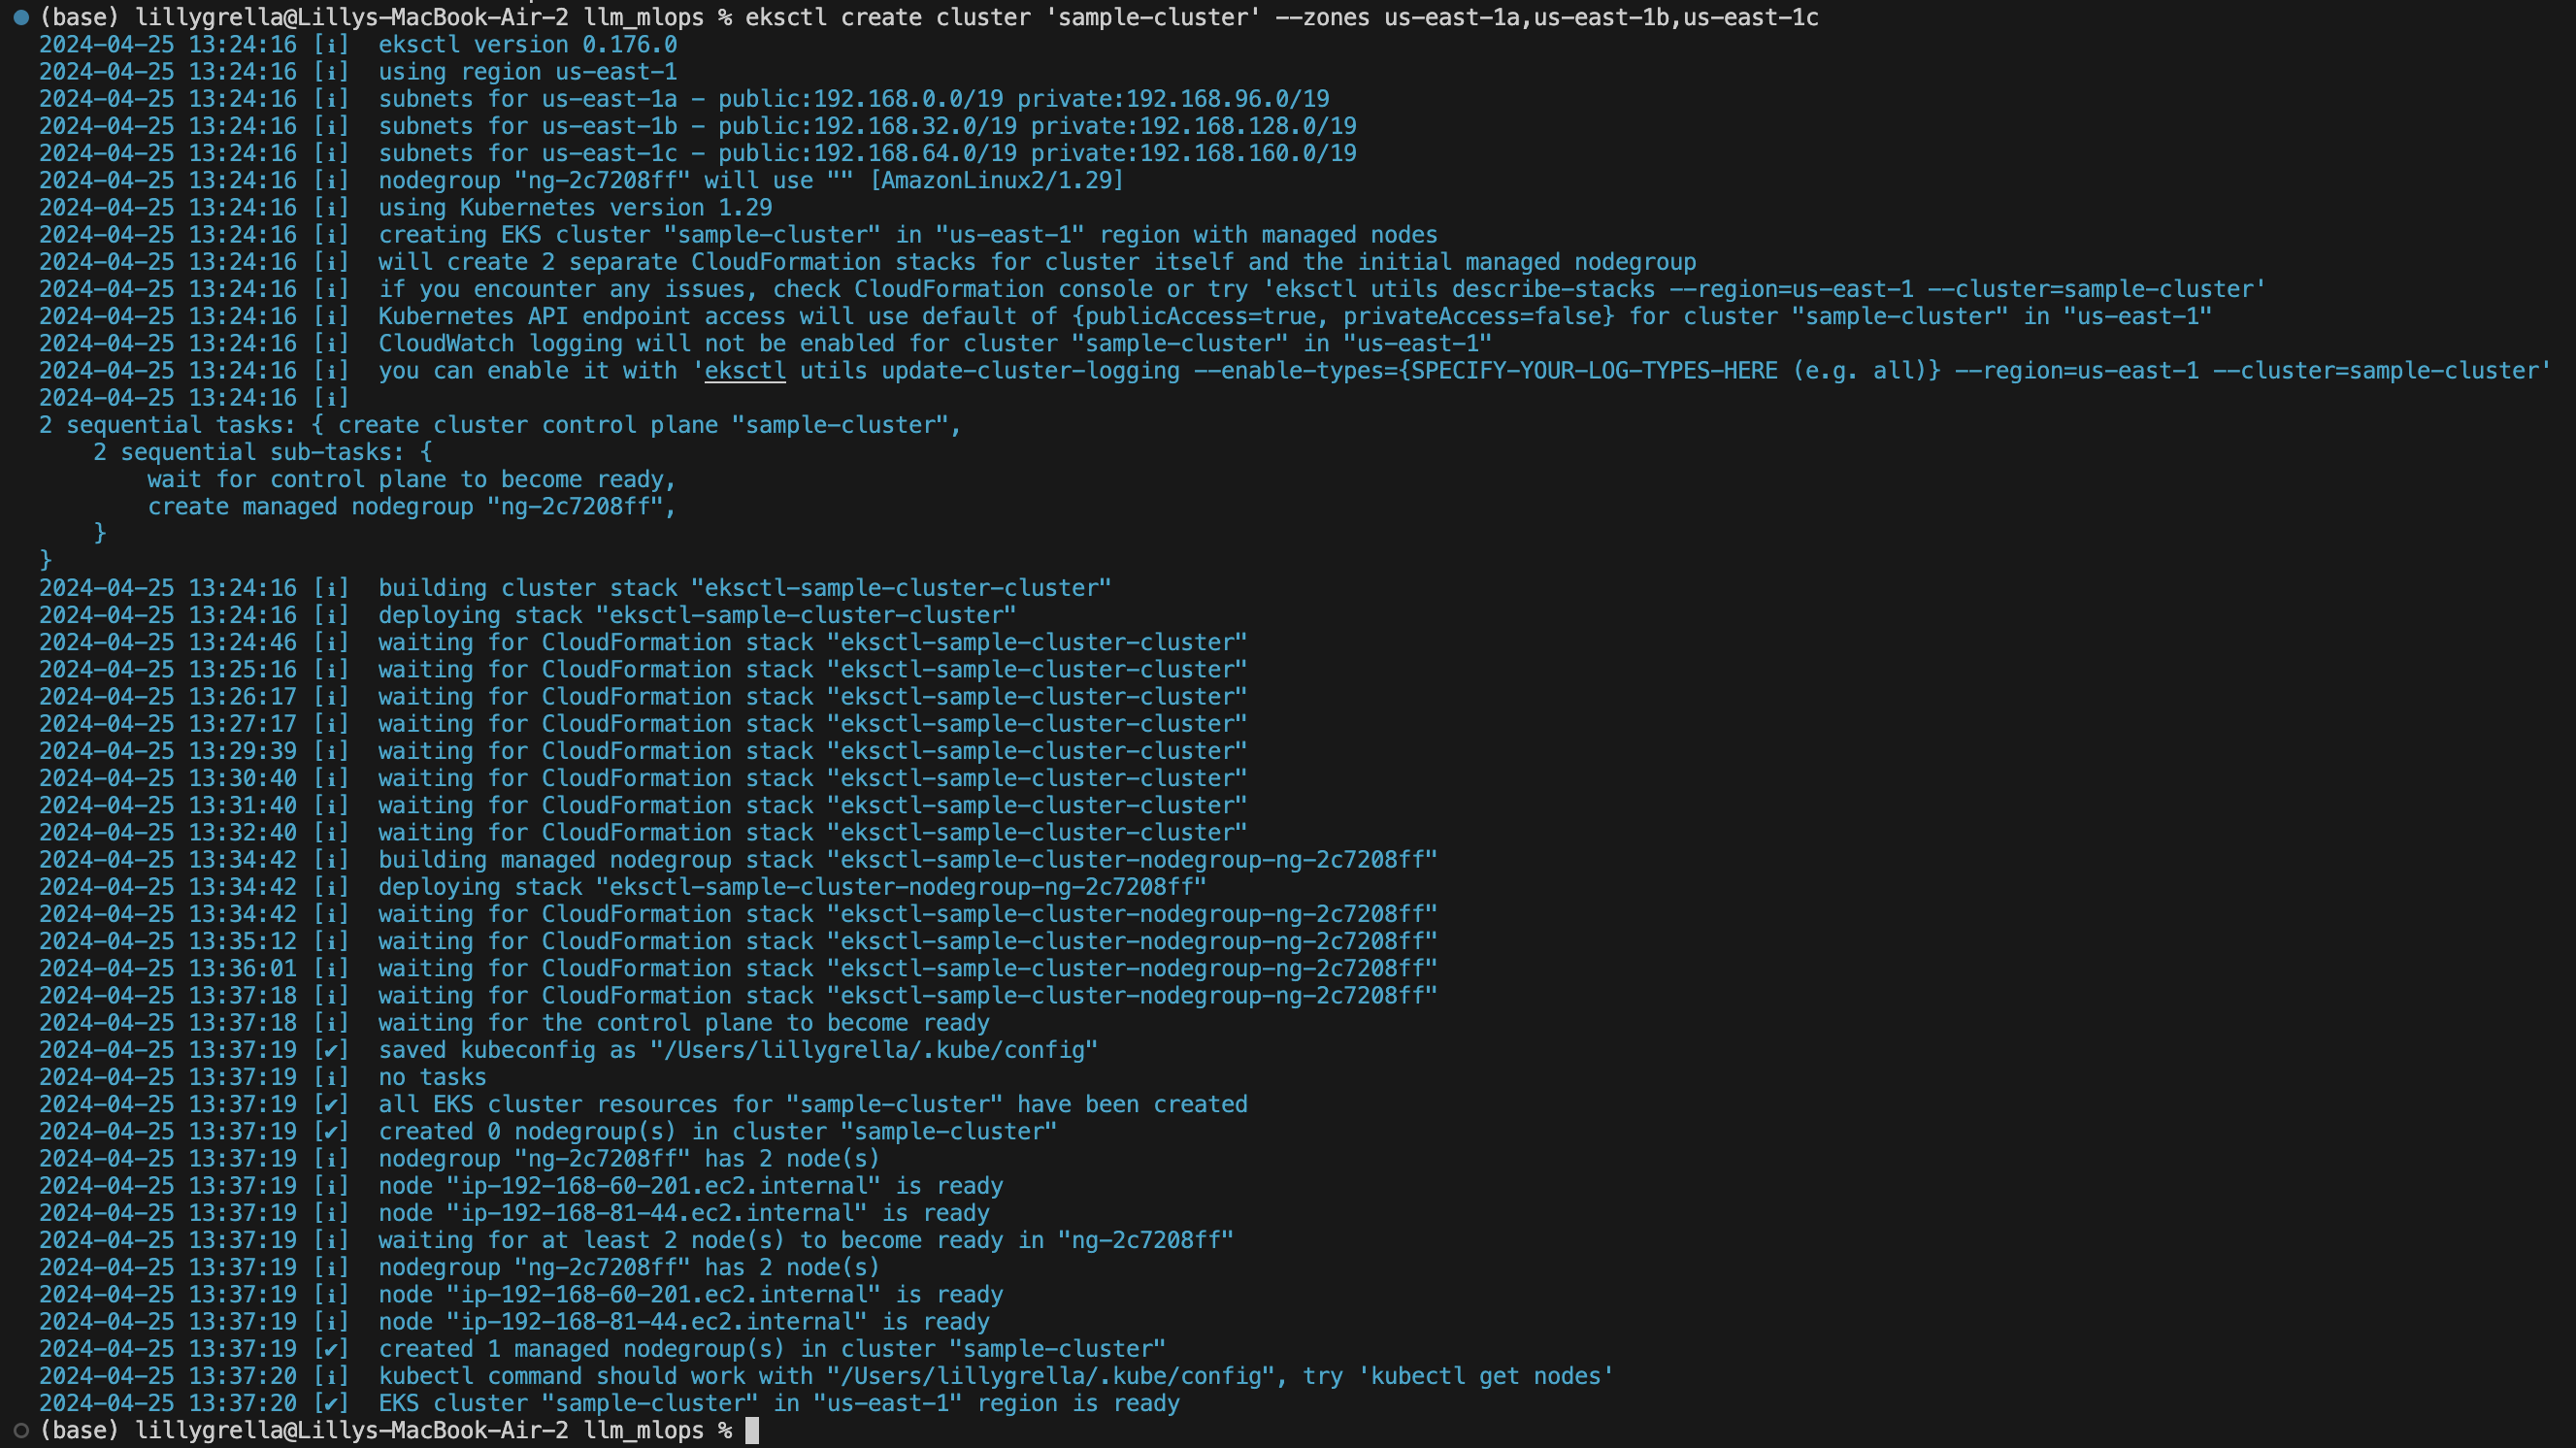 (base) lillygrella@Lillys-MacBook-Air-2 llm_mlops % eksctl create cluster 'sample-cluster' --zones us-east-1a,us-east-1b,us-east-1c
2024-04-25 13:24:16 [ℹ]  eksctl version 0.176.0
2024-04-25 13:24:16 [ℹ]  using region us-east-1
2024-04-25 13:24:16 [ℹ]  subnets for us-east-1a - public:192.168.0.0/19 private:192.168.96.0/19
2024-04-25 13:24:16 [ℹ]  subnets for us-east-1b - public:192.168.32.0/19 private:192.168.128.0/19
2024-04-25 13:24:16 [ℹ]  subnets for us-east-1c - public:192.168.64.0/19 private:192.168.160.0/19
2024-04-25 13:24:16 [ℹ]  nodegroup "ng-2c7208ff" will use "" [AmazonLinux2/1.29]
2024-04-25 13:24:16 [ℹ]  using Kubernetes version 1.29
2024-04-25 13:24:16 [ℹ]  creating EKS cluster "sample-cluster" in "us-east-1" region with managed nodes
2024-04-25 13:24:16 [ℹ]  will create 2 separate CloudFormation stacks for cluster itself and the initial managed nodegroup
2024-04-25 13:24:16 [ℹ]  if you encounter any issues, check CloudFormation console or try 'eksctl utils describe-stacks --region=us-east-1 --cluster=sample-cluster'
2024-04-25 13:24:16 [ℹ]  Kubernetes API endpoint access will use default of {publicAccess=true, privateAccess=false} for cluster "sample-cluster" in "us-east-1"
2024-04-25 13:24:16 [ℹ]  CloudWatch logging will not be enabled for cluster "sample-cluster" in "us-east-1"
2024-04-25 13:24:16 [ℹ]  you can enable it with 'eksctl utils update-cluster-logging --enable-types={SPECIFY-YOUR-LOG-TYPES-HERE (e.g. all)} --region=us-east-1 --cluster=sample-cluster'
2024-04-25 13:24:16 [ℹ]
2 sequential tasks: { create cluster control plane "sample-cluster",
    2 sequential sub-tasks: {
        wait for control plane to become ready,
        create managed nodegroup "ng-2c7208ff",
    }
}
2024-04-25 13:24:16 [ℹ]  building cluster stack "eksctl-sample-cluster-cluster"
2024-04-25 13:24:16 [ℹ]  deploying stack "eksctl-sample-cluster-cluster"
2024-04-25 13:24:46 [ℹ]  waiting for CloudFormation stack "eksctl-sample-cluster-cluster"
2024-04-25 13:25:16 [ℹ]  waiting for CloudFormation stack "eksctl-sample-cluster-cluster"
2024-04-25 13:26:17 [ℹ]  waiting for CloudFormation stack "eksctl-sample-cluster-cluster"
2024-04-25 13:27:17 [ℹ]  waiting for CloudFormation stack "eksctl-sample-cluster-cluster"
2024-04-25 13:29:39 [ℹ]  waiting for CloudFormation stack "eksctl-sample-cluster-cluster"
2024-04-25 13:30:40 [ℹ]  waiting for CloudFormation stack "eksctl-sample-cluster-cluster"
2024-04-25 13:31:40 [ℹ]  waiting for CloudFormation stack "eksctl-sample-cluster-cluster"
2024-04-25 13:32:40 [ℹ]  waiting for CloudFormation stack "eksctl-sample-cluster-cluster"
2024-04-25 13:34:42 [ℹ]  building managed nodegroup stack "eksctl-sample-cluster-nodegroup-ng-2c7208ff"
2024-04-25 13:34:42 [ℹ]  deploying stack "eksctl-sample-cluster-nodegroup-ng-2c7208ff"
2024-04-25 13:34:42 [ℹ]  waiting for CloudFormation stack "eksctl-sample-cluster-nodegroup-ng-2c7208ff"
2024-04-25 13:35:12 [ℹ]  waiting for CloudFormation stack "eksctl-sample-cluster-nodegroup-ng-2c7208ff"
2024-04-25 13:36:01 [ℹ]  waiting for CloudFormation stack "eksctl-sample-cluster-nodegroup-ng-2c7208ff"
2024-04-25 13:37:18 [ℹ]  waiting for CloudFormation stack "eksctl-sample-cluster-nodegroup-ng-2c7208ff"
2024-04-25 13:37:18 [ℹ]  waiting for the control plane to become ready
2024-04-25 13:37:19 [✔]  saved kubeconfig as "/Users/lillygrella/.kube/config"
2024-04-25 13:37:19 [ℹ]  no tasks
2024-04-25 13:37:19 [✔]  all EKS cluster resources for "sample-cluster" have been created
2024-04-25 13:37:19 [✔]  created 0 nodegroup(s) in cluster "sample-cluster"
2024-04-25 13:37:19 [ℹ]  nodegroup "ng-2c7208ff" has 2 node(s)
2024-04-25 13:37:19 [ℹ]  node "ip-192-168-60-201.ec2.internal" is ready
2024-04-25 13:37:19 [ℹ]  node "ip-192-168-81-44.ec2.internal" is ready
2024-04-25 13:37:19 [ℹ]  waiting for at least 2 node(s) to become ready in "ng-2c7208ff"
2024-04-25 13:37:19 [ℹ]  nodegroup "ng-2c7208ff" has 2 node(s)
2024-04-25 13:37:19 [ℹ]  node "ip-192-168-60-201.ec2.internal" is ready
2024-04-25 13:37:19 [ℹ]  node "ip-192-168-81-44.ec2.internal" is ready
2024-04-25 13:37:19 [✔]  created 1 managed nodegroup(s) in cluster "sample-cluster"
2024-04-25 13:37:20 [ℹ]  kubectl command should work with "/Users/lillygrella/.kube/config", try 'kubectl get nodes'
2024-04-25 13:37:20 [✔]  EKS cluster "sample-cluster" in "us-east-1" region is ready
(base) lillygrella@Lillys-MacBook-Air-2 llm_mlops %